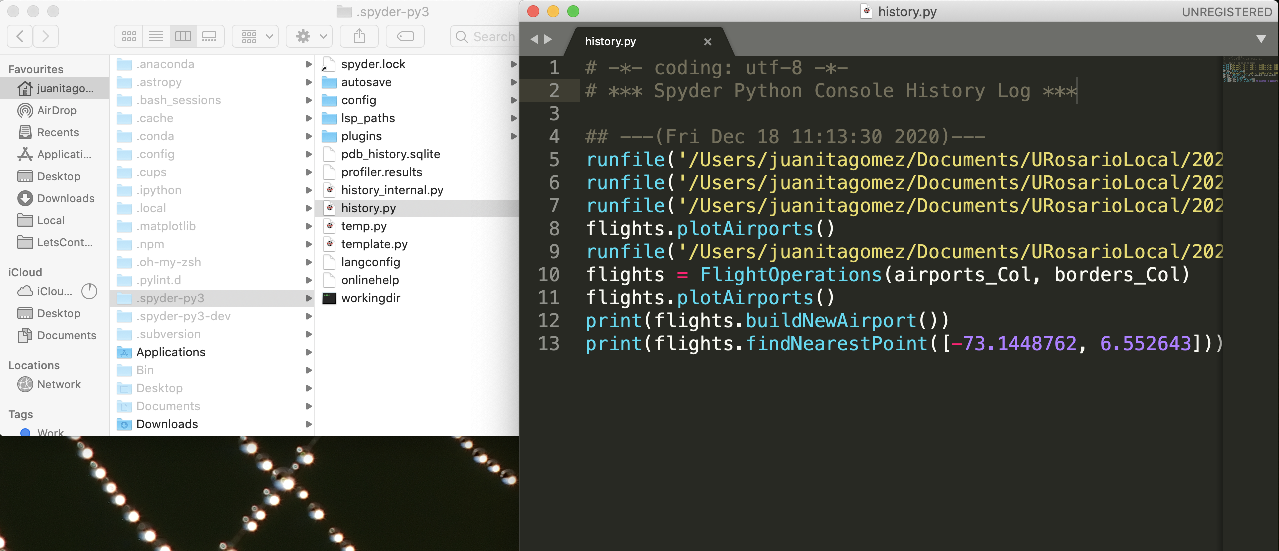 .spyder-py3
Search
Favourites
juanitago...
AirDrop
Recents
Applicati...
Desktop
Downloads
Local
LetsCont...
iCloud
iClou...
Desktop
Documents
Locations
Network
Tags
Work
.anaconda
.astropy
.bash_sessions
.cache
.conda
.config
.cups
.ipython
.local
.matplotlib
.npm
.oh-my-zsh
.pylint.d
.spyder-py3
.spyder-py3-dev
.subversion
Applications
Bin
Desktop
Documents
Downloads
spyder.lock
autosave
config
lsp_paths
plugins
pdb_history.sqlite
profiler.results
history_internal.py
history.py
temp.py
template.py
langconfig
onlinehelp
workingdir
history.py
UNREGISTERED
history.py
1 # -*- coding: utf-8 -*-
2 # *** Spyder Python Console History Log ***
3
4 ## ---(Fri Dec 18 11:13:30 2020)---
5 runfile('/Users/juanitagomez/Documents/URosarioLocal/202
6 runfile('/Users/juanitagomez/Documents/URosarioLocal/202
7 runfile('/Users/juanitagomez/Documents/URosarioLocal/202
8 flights.plotAirports()
9 runfile('/Users/juanitagomez/Documents/URosarioLocal/202
10 flights = FlightOperations(airports_Col, borders_Col)
11 flights.plotAirports()
12 print(flights.buildNewAirport())
13 print(flights.findNearestPoint([-73.1448762, 6.552643]))